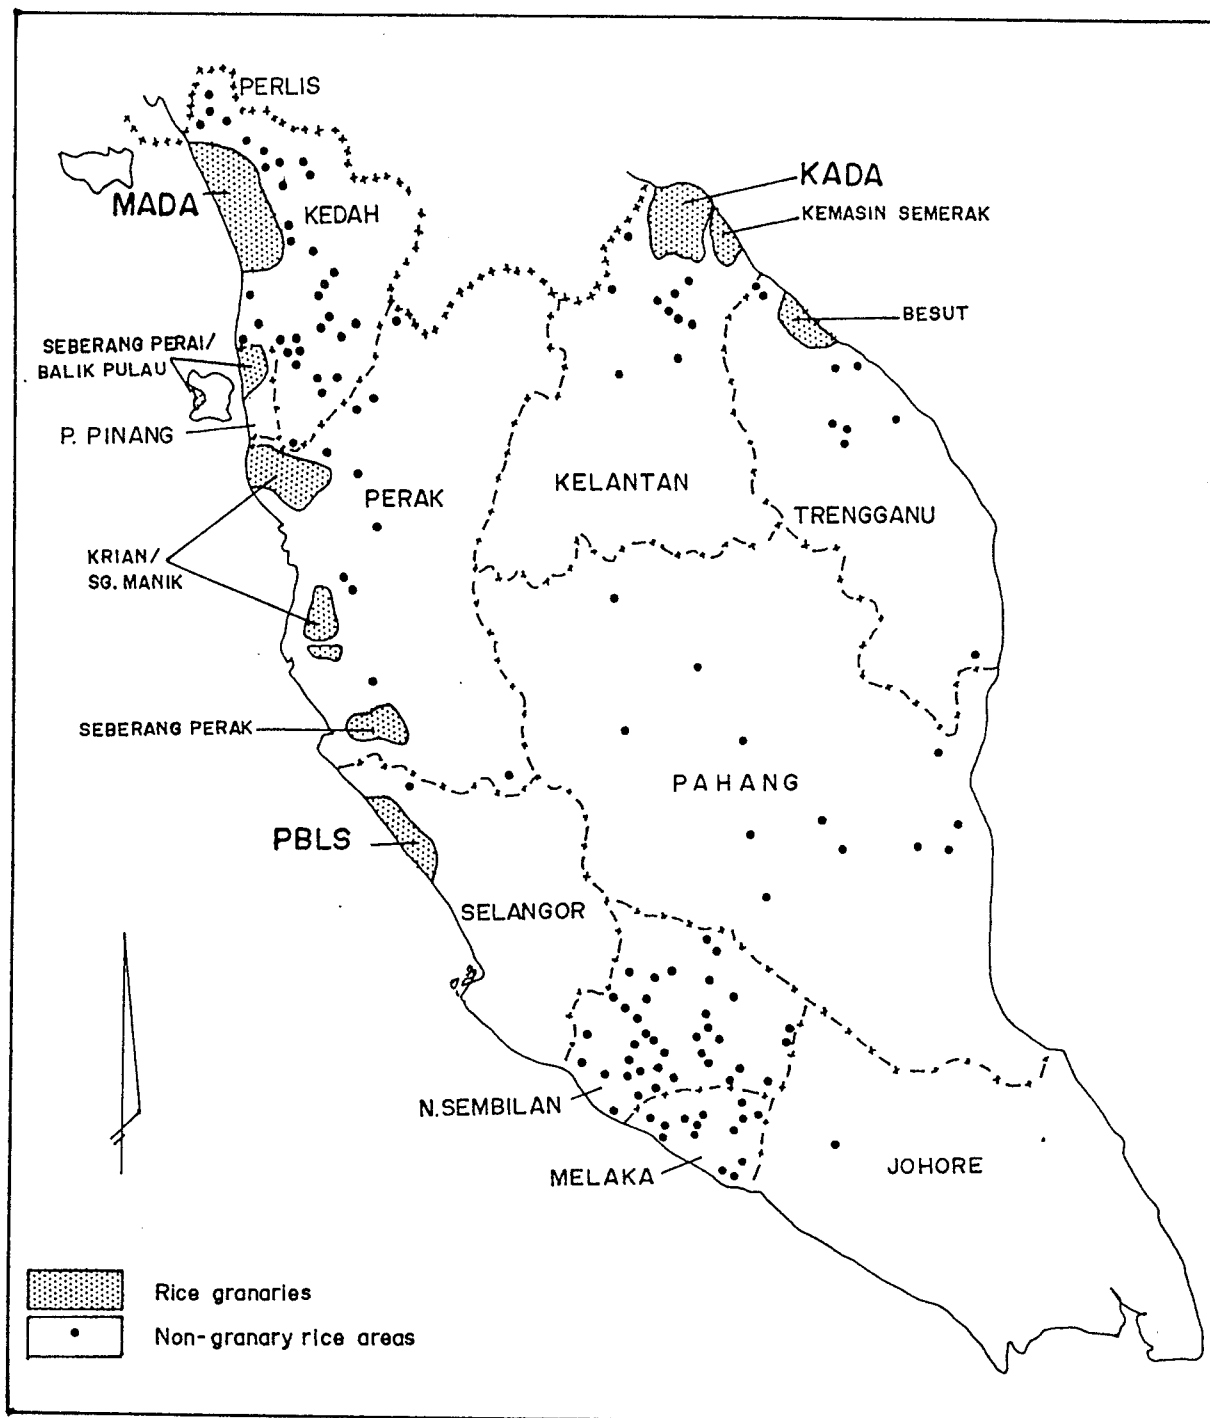 PERLIS
MADA
KEDAH
KADA
KEMASIN SEMERAK
BESUT
SEBERANG PERAI/
BALIK PULAU
P. PINANG
PERAK
KELANTAN
TRENGGANU
KRIAN/
SG. MANIK
SEBERANG PERAK
PAHANG
PBLS
SELANGOR
N.SEMBILAN
MELAKA
JOHORE
Rice granaries
Non-granary rice areas